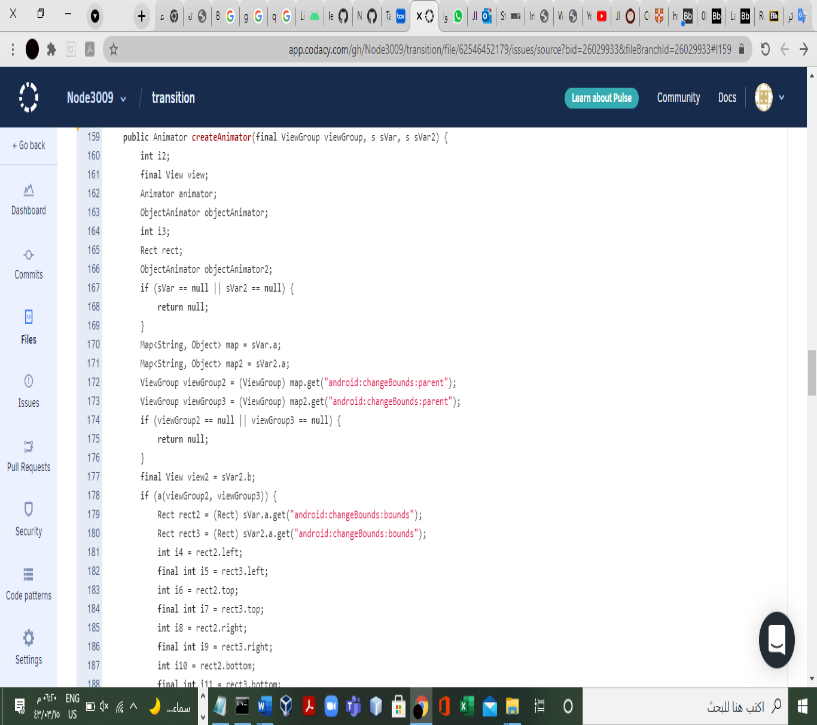 app.codacy.com/gh/Node3009/transition/file/62546452179/issues/source?bid=26029933&fileBranchId=26029933#l159
Node3009
transition
Learn about Pulse
Community
Docs
Go back
Dashboard
Commits
Files
Issues
Pull Requests
Security
Code patterns
Settings
159 public Animator createAnimator(final ViewGroup viewGroup, s sVar, s sVar2) {
160 int i2;
161 final View view;
162 Animator animator;
163 ObjectAnimator objectAnimator;
164 int i3;
165 Rect rect;
166 ObjectAnimator objectAnimator2;
167 if (sVar == null || sVar2 == null) {
168 return null;
169 }
170 Map<String, Object> map = sVar.a;
171 Map<String, Object> map2 = sVar2.a;
172 ViewGroup viewGroup2 = (ViewGroup) map.get("android:changeBounds:parent");
173 ViewGroup viewGroup3 = (ViewGroup) map2.get("android:changeBounds:parent");
174 if (viewGroup2 == null || viewGroup3 == null) {
175 return null;
176 }
177 final View view2 = sVar2.b;
178 if (a(viewGroup2, viewGroup3)) {
179 Rect rect2 = (Rect) sVar.a.get("android:changeBounds:bounds");
180 Rect rect3 = (Rect) sVar2.a.get("android:changeBounds:bounds");
181 int i4 = rect2.left;
182 final int i5 = rect3.left;
183 int i6 = rect2.top;
184 final int i7 = rect3.top;
185 int i8 = rect2.right;
186 final int i9 = rect3.right;
187 int i10 = rect2.bottom;
188 final int i11 = rect3.bottom;
ENG
US
سماء...
اكتب هنا للبحث